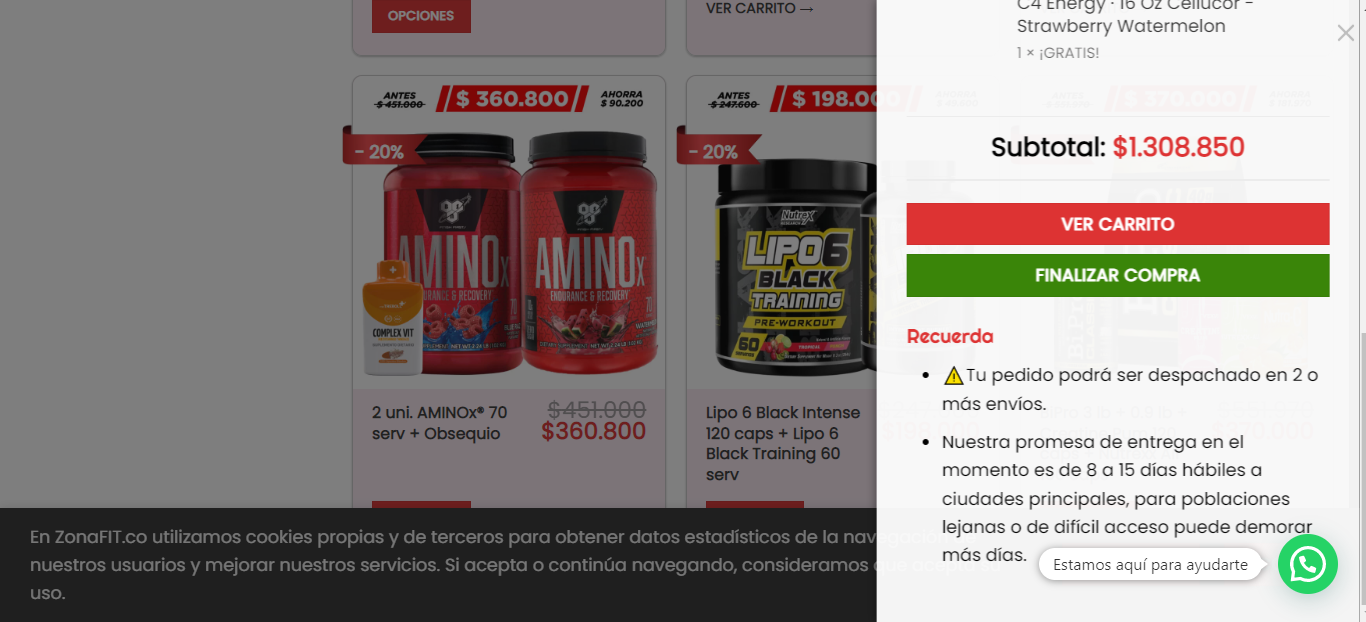 OPCIONES
VER CARRITO →
ANTES
$ 451.000
$ 360.800
AHORRA
$ 90.200
- 20%
AMINOx
AMINOx
ENDURANCE & RECOVERY
70
COMPLEX VIT
2 uni. AMINOx® 70
serv + Obsequio
$451.000
$360.800
ANTES
$ 247.600
$ 198.000
- 20%
Nutrex
RESEARCH
LIPO6
BLACK
TRAINING
PRE-WORKOUT
60
Lipo 6 Black Intense
120 caps + Lipo 6
Black Training 60
serv
C4 Energy · 16 Oz Cellucor -
Strawberry Watermelon
1 × ¡GRATIS!
Subtotal: $1.308.850
VER CARRITO
FINALIZAR COMPRA
Recuerda
• ⚠Tu pedido podrá ser despachado en 2 o
más envíos.
• Nuestra promesa de entrega en el
momento es de 8 a 15 días hábiles a
ciudades principales, para poblaciones
lejanas o de difícil acceso puede demorar
más días.
Estamos aquí para ayudarte
En ZonaFIT.co utilizamos cookies propias y de terceros para obtener datos estadísticos de la navegación
nuestros usuarios y mejorar nuestros servicios. Si acepta o continúa navegando, consideramos que
uso.